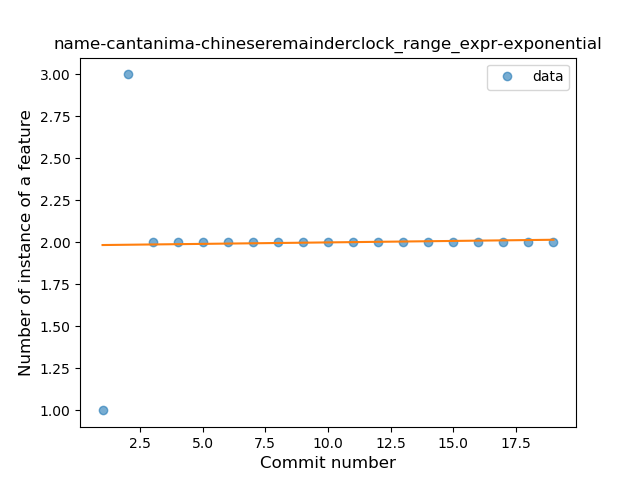 name-cantanima-chineseremainderclock_range_expr-exponential
data
3.00
2.75
2.50
2.25
2.00
1.75
1.50
1.25
1.00
Number of instance of a feature
2.5 5.0 7.5 10.0 12.5 15.0 17.5
Commit number